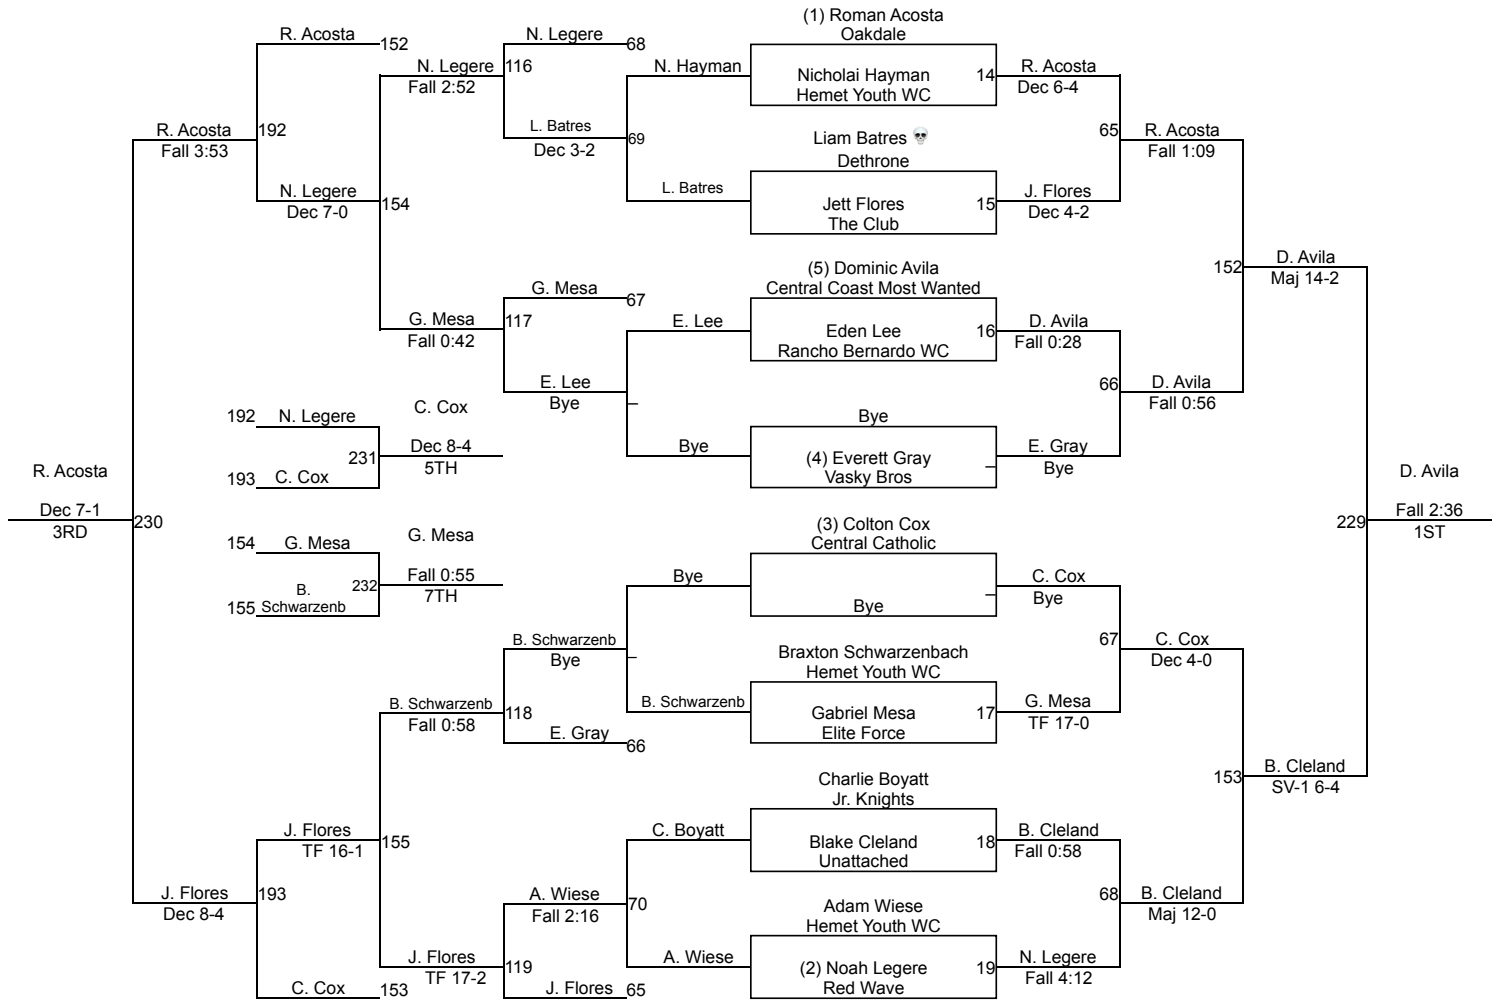 (1) Roman Acosta
Oakdale
R. Acosta
152
N. Legere
68
N. Legere
116
Fall 2:52
N. Hayman
Nicholai Hayman
14
Hemet Youth WC
R. Acosta
Dec 6-4
R. Acosta
192
Fall 3:53
L. Batres
69
Dec 3-2
Liam Batres 💀
Dethrone
65
R. Acosta
Fall 1:09
N. Legere
154
Dec 7-0
L. Batres
Jett Flores
15
The Club
J. Flores
Dec 4-2
(5) Dominic Avila
Central Coast Most Wanted
152
D. Avila
Maj 14-2
G. Mesa
67
G. Mesa
117
Fall 0:42
E. Lee
Eden Lee
16
Rancho Bernardo WC
D. Avila
Fall 0:28
E. Lee
Bye
–
66
D. Avila
Fall 0:56
192
N. Legere
C. Cox
Bye
231
Dec 8-4
5TH
Bye
(4) Everett Gray
–
Vasky Bros
E. Gray
Bye
193
C. Cox
R. Acosta
Dec 7-1
230
3RD
D. Avila
229
Fall 2:36
1ST
(3) Colton Cox
Central Catholic
154
G. Mesa
G. Mesa
232
Fall 0:55
7TH
B.
155
Schwarzenb
Bye
–
Bye
C. Cox
Bye
B. Schwarzenb
Bye
–
Braxton Schwarzenbach
Hemet Youth WC
67
C. Cox
Dec 4-0
B. Schwarzenb
118
Fall 0:58
B. Schwarzenb
Gabriel Mesa
17
Elite Force
G. Mesa
TF 17-0
E. Gray
66
Charlie Boyatt
Jr. Knights
153
B. Cleland
SV-1 6-4
J. Flores
155
TF 16-1
C. Boyatt
Blake Cleland
18
Unattached
B. Cleland
Fall 0:58
J. Flores
193
Dec 8-4
A. Wiese
70
Fall 2:16
Adam Wiese
Hemet Youth WC
68
B. Cleland
Maj 12-0
J. Flores
119
TF 17-2
A. Wiese
(2) Noah Legere
19
Red Wave
N. Legere
Fall 4:12
C. Cox
153
J. Flores
65